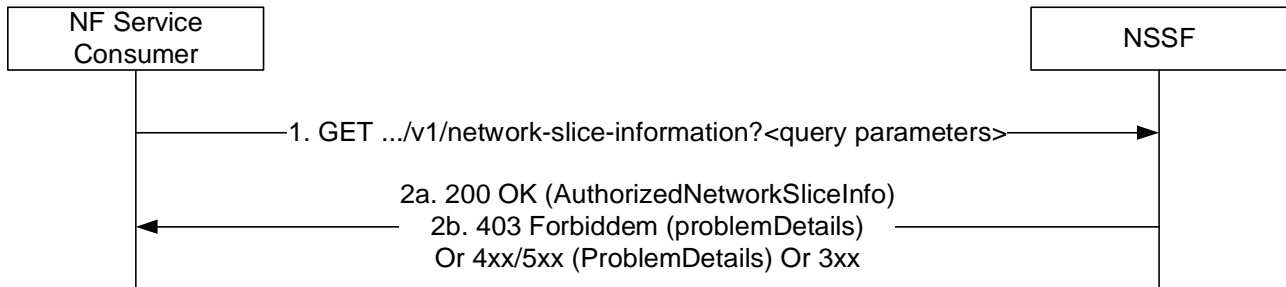 NF Service
Consumer
NSSF
1. GET .../v1/network-slice-information?<query parameters>
2a. 200 OK (AuthorizedNetworkSliceInfo)
2b. 403 Forbiddem (problemDetails)
Or 4xx/5xx (ProblemDetails) Or 3xx